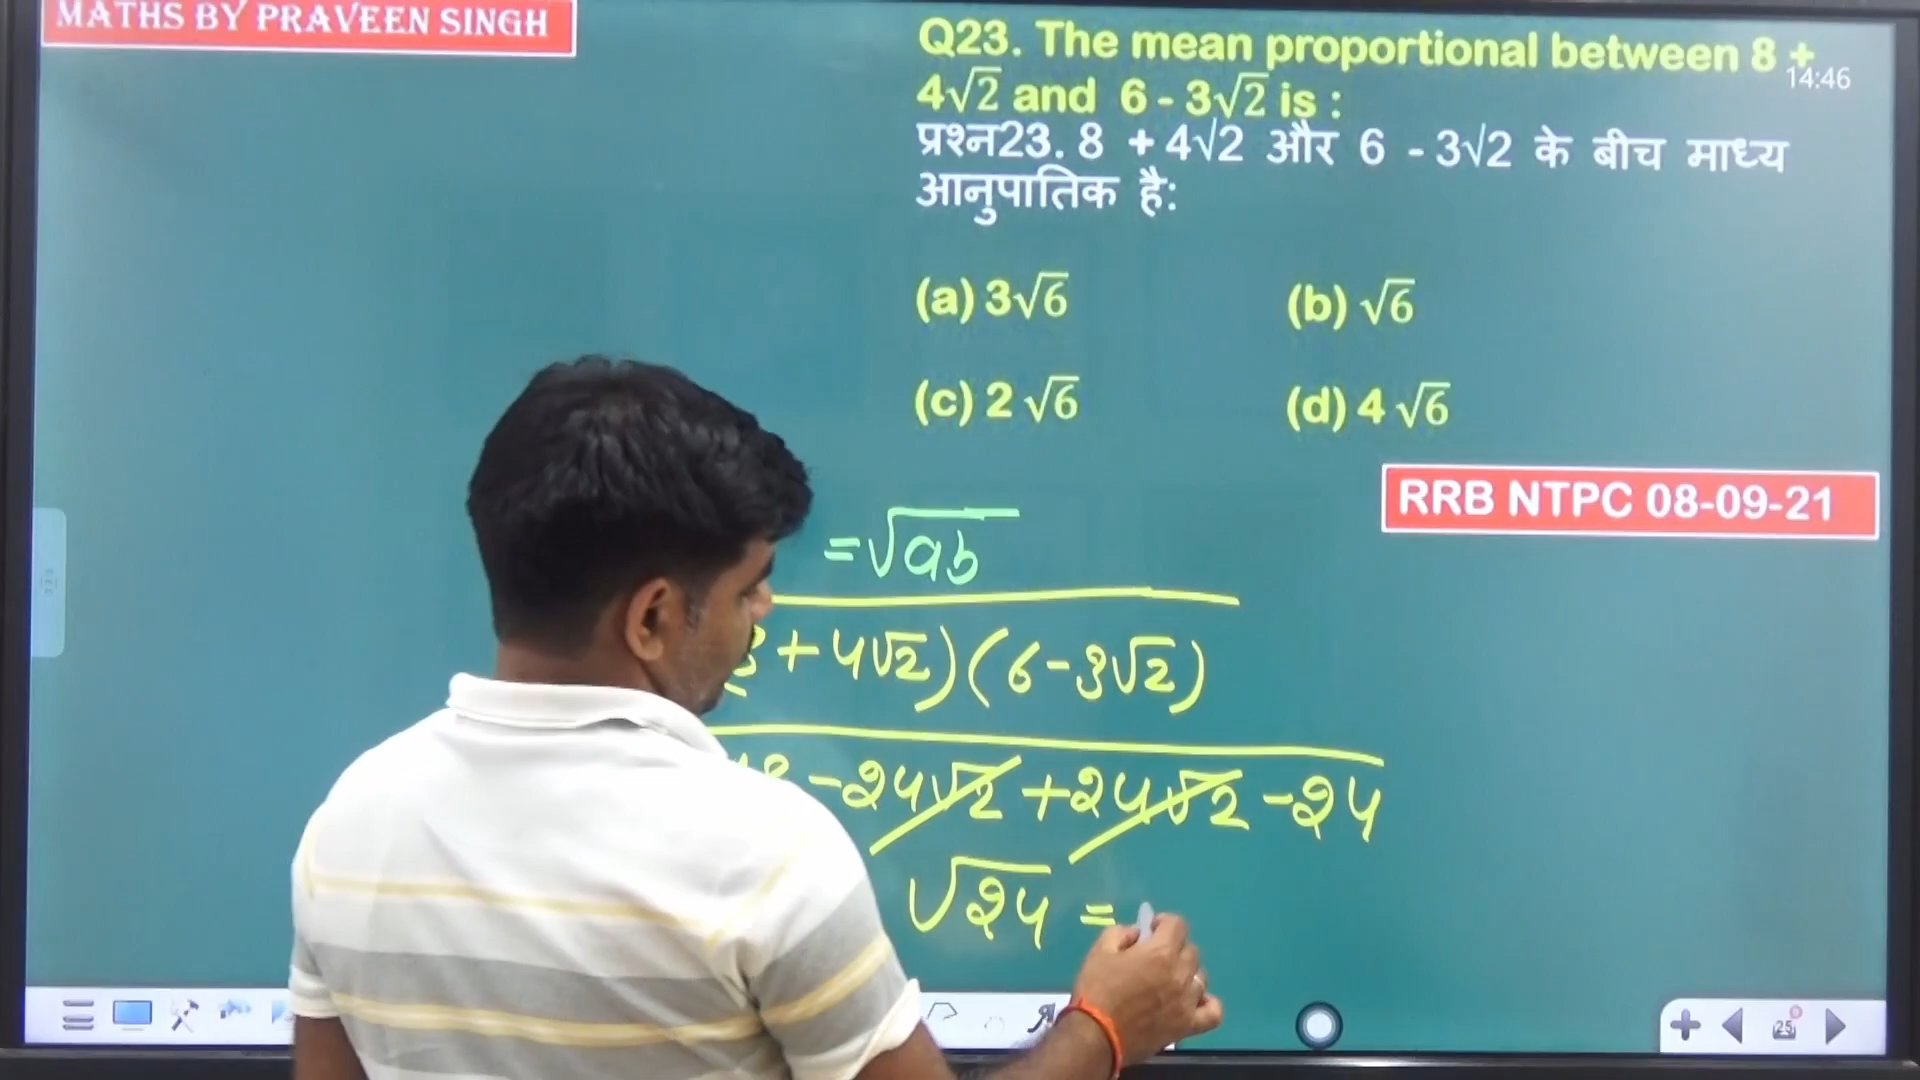 MATHS BY PRAVEEN SINGH
Q23. The mean proportional between 8 +
4√2 and 6 - 3√2 is :
14:46
प्रश्न23. 8 + 4√2 और 6 - 3√2 के बीच माध्य
आनुपातिक है:
(a) 3√6 (b) √6
(c) 2 √6 (d) 4 √6
RRB NTPC 08-09-21
=√ab
+4√2)(6-3√2)
-24√2+24√2-24
√24 =
25